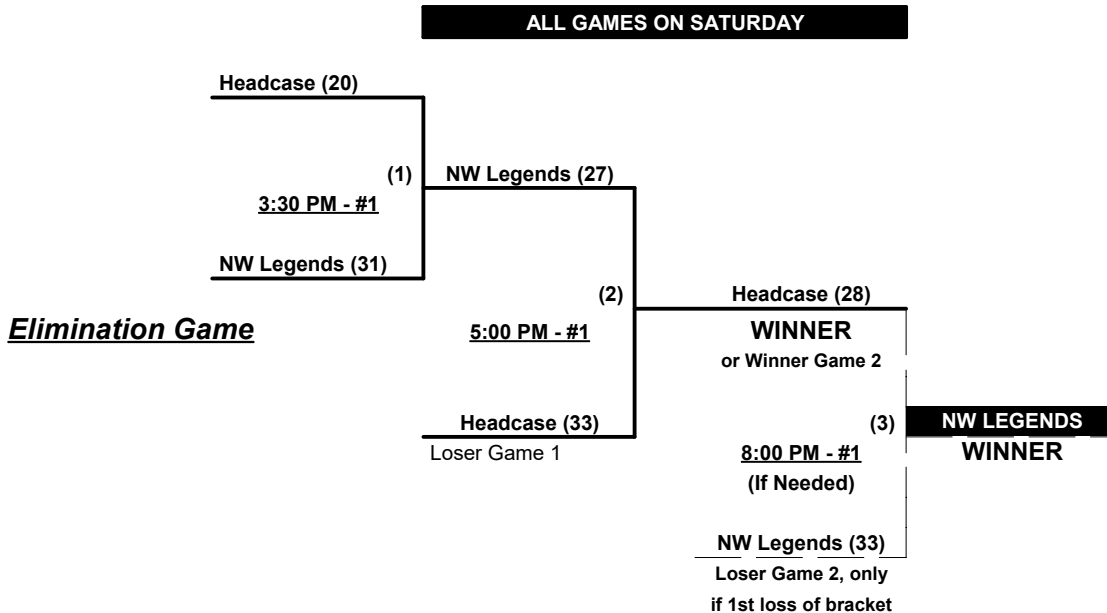 ALL GAMES ON SATURDAY
Headcase (20)
(1)
NW Legends (27)
3:30 PM - #1
NW Legends (31)
(2)
Headcase (28)
Elimination Game
5:00 PM - #1
WINNER
or Winner Game 2
Headcase (33)
(3)
NW LEGENDS
Loser Game 1
8:00 PM - #1
WINNER
(If Needed)
NW Legends (33)
Loser Game 2, only
if 1st loss of bracket